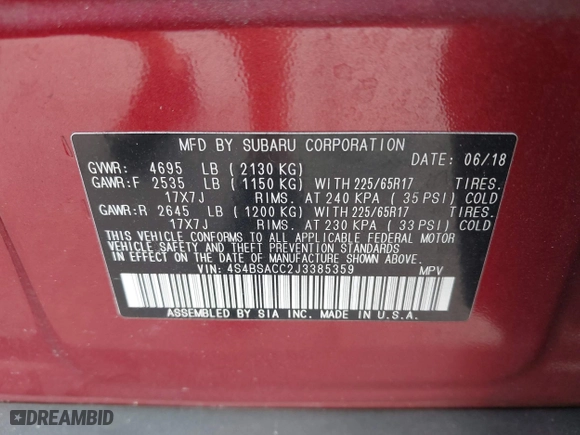 MFD BY SUBARU CORPORATION
GVWR: 4695 LB ( 2130 KG) DATE: 06/18
GAWR:F 2535 LB ( 1150 KG) WITH 225/65R17 TIRES.
17X7J RIMS. AT 240 KPA ( 35 PSI) COLD
GAWR:R 2645 LB ( 1200 KG) WITH 225/65R17 TIRES.
17X7J RIMS. AT 230 KPA ( 33 PSI) COLD
THIS VEHICLE CONFORMS TO ALL APPLICABLE FEDERAL MOTOR
VEHICLE SAFETY AND THEFT PREVENTION STANDARDS
IN EFFECT ON THE DATE OF MANUFACTURE SHOWN ABOVE.
VIN: 4S4BSACC2J3385359 MPV
ASSEMBLED BY SIA INC. MADE IN U.S.A.
DREAMBID